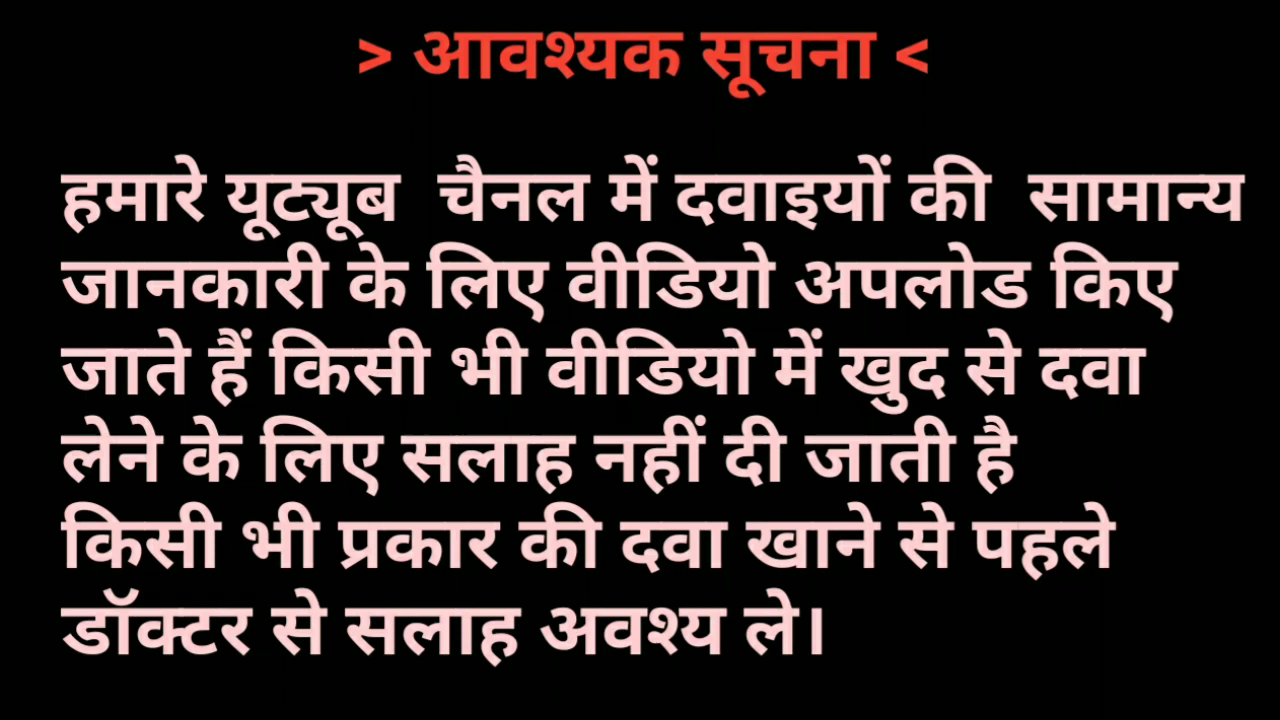 > आवश्यक सूचना <
हमारे यूट्यूब चैनल में दवाइयों की सामान्य
जानकारी के लिए वीडियो अपलोड किए
जाते हैं किसी भी वीडियो में खुद से दवा
लेने के लिए सलाह नहीं दी जाती है
किसी भी प्रकार की दवा खाने से पहले
डॉक्टर से सलाह अवश्य ले।